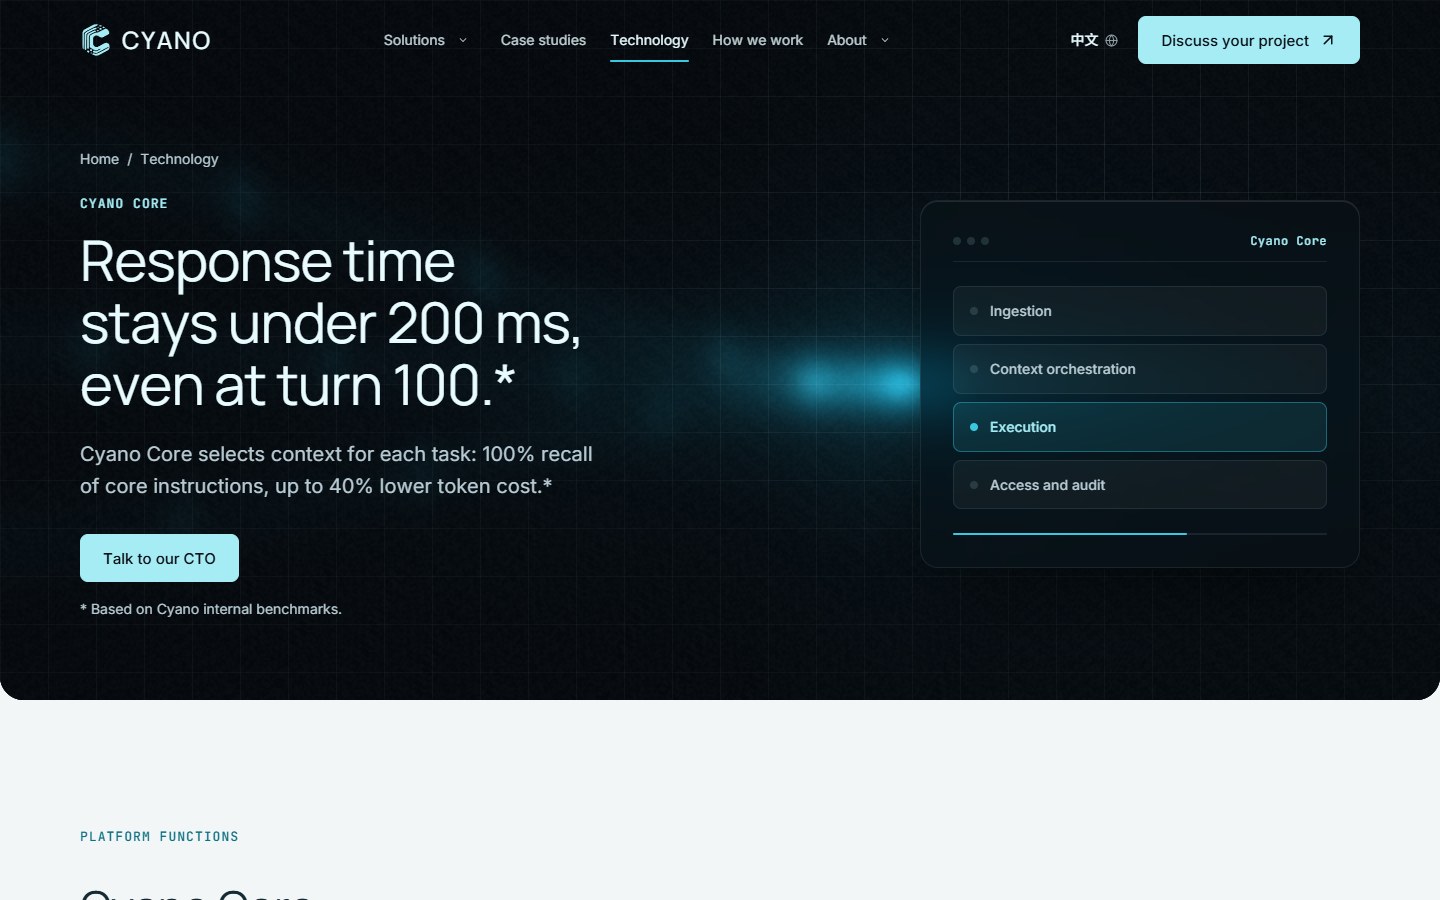 CYANO
Solutions
Case studies
Technology
How we work
About
中文
Discuss your project
Home / Technology
CYANO CORE
Response time
stays under 200 ms,
even at turn 100.*
Cyano Core selects context for each task: 100% recall
of core instructions, up to 40% lower token cost.*
Talk to our CTO
* Based on Cyano internal benchmarks.
Cyano Core
Ingestion
Context orchestration
Execution
Access and audit
PLATFORM FUNCTIONS
Cyano Core